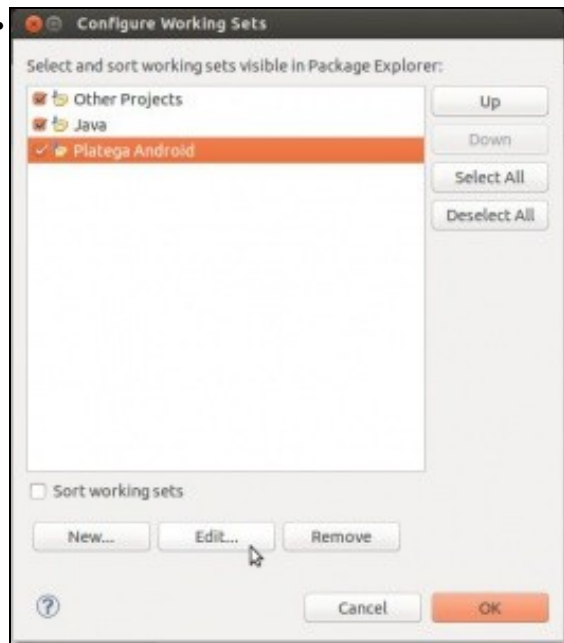 Configure Working Sets
Select and sort working sets visible in Package Explorer:
Other Projects
Java
Platega Android
Up
Down
Select All
Deselect All
Sort working sets
New...
Edit...
Remove
?
Cancel
OK